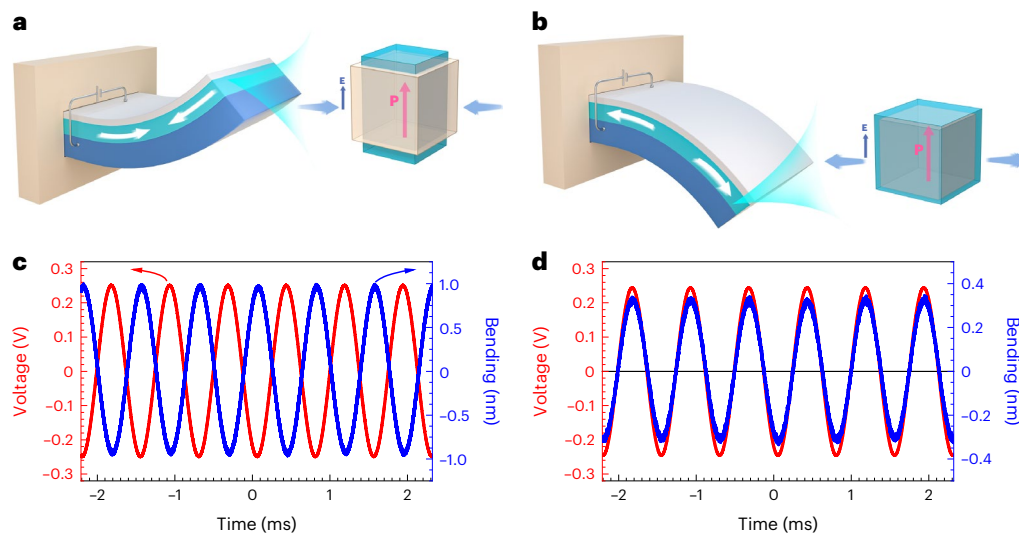 a
E
P
b
E
P
c
0.3
0.2
0.1
0
–0.1
–0.2
–0.3
Voltage (V)
1.0
0.5
0
–0.5
–1.0
Bending (nm)
–2
–1
0
1
2
Time (ms)
d
0.3
0.2
0.1
0
–0.1
–0.2
–0.3
Voltage (V)
0.4
0.2
0
–0.2
–0.4
Bending (nm)
–2
–1
0
1
2
Time (ms)